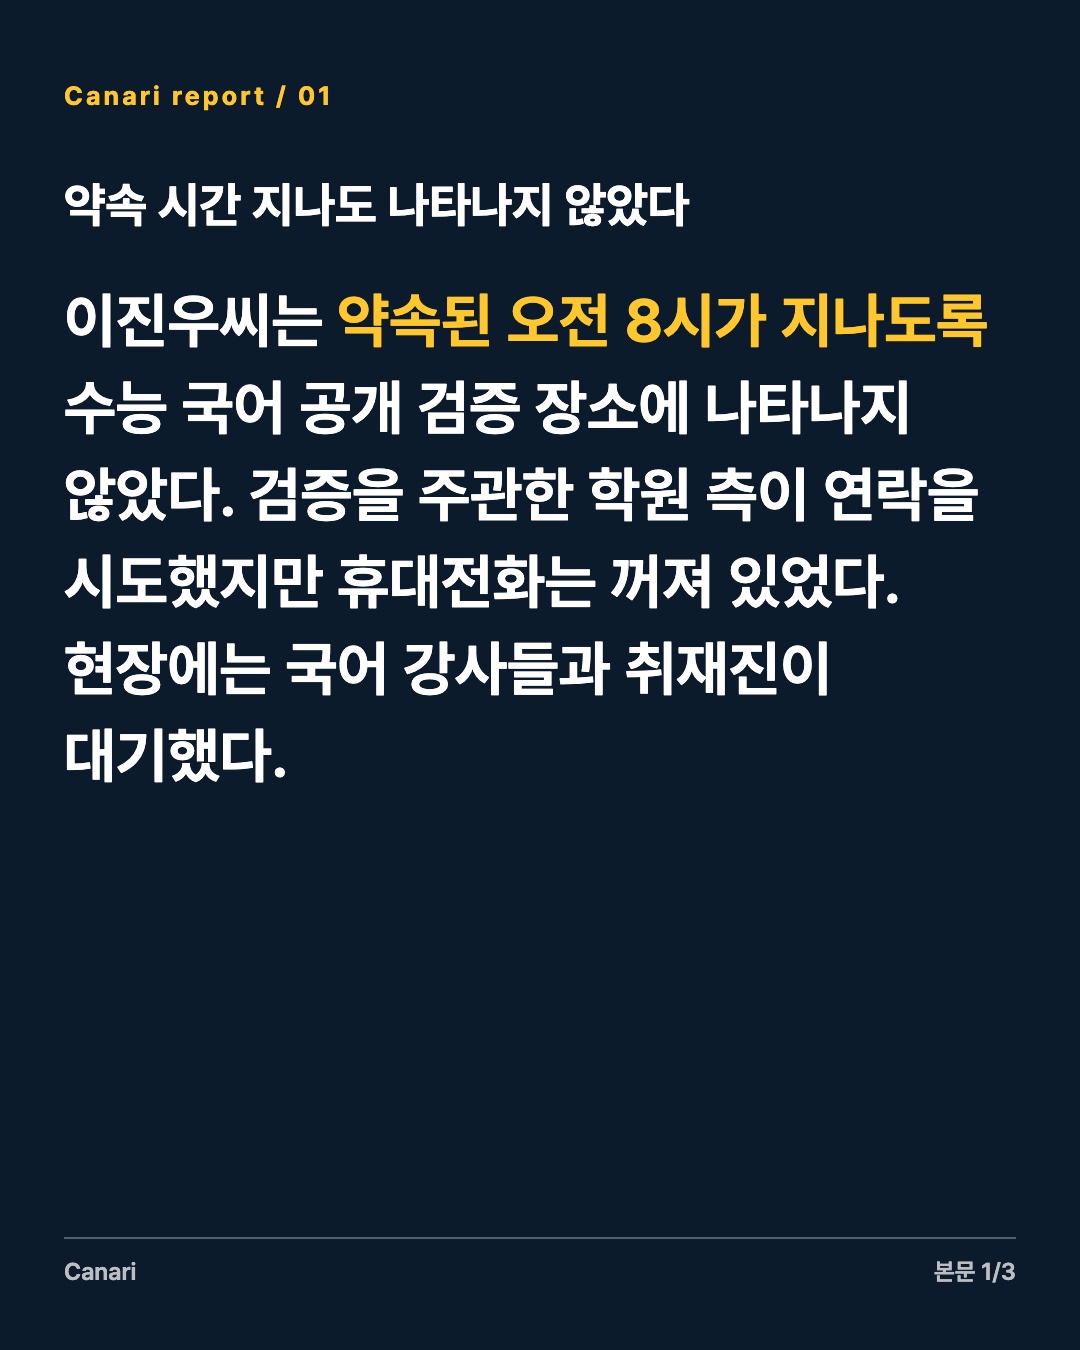 Canari report / 01
약속 시간 지나도 나타나지 않았다
이진우씨는 약속된 오전 8시가 지나도록
수능 국어 공개 검증 장소에 나타나지
않았다. 검증을 주관한 학원 측이 연락을
시도했지만 휴대전화는 꺼져 있었다.
현장에는 국어 강사들과 취재진이
대기했다.
Canari
본문 1/3